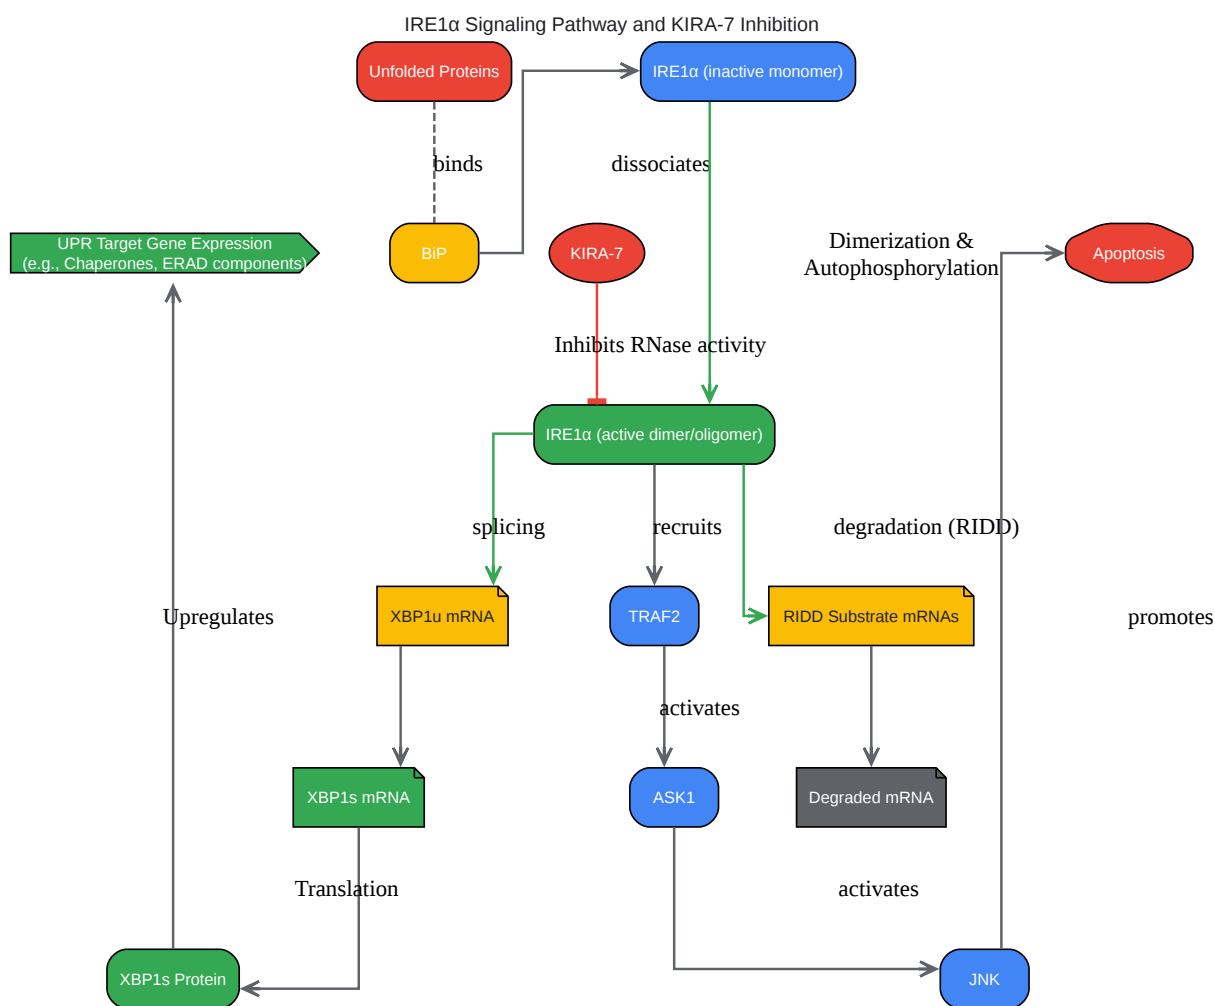 IRE1α Signaling Pathway and KIRA-7 Inhibition
Unfolded Proteins
IRE1α (inactive monomer)
binds
dissociates
UPR Target Gene Expression
(e.g., Chaperones, ERAD components)
BiP
KIRA-7
Dimerization &
Autophosphorylation
Apoptosis
Inhibits RNase activity
IRE1α (active dimer/oligomer)
splicing
recruits
degradation (RIDD)
Upregulates
XBP1u mRNA
TRAF2
RIDD Substrate mRNAs
promotes
activates
XBP1s mRNA
ASK1
Degraded mRNA
Translation
activates
XBP1s Protein
JNK